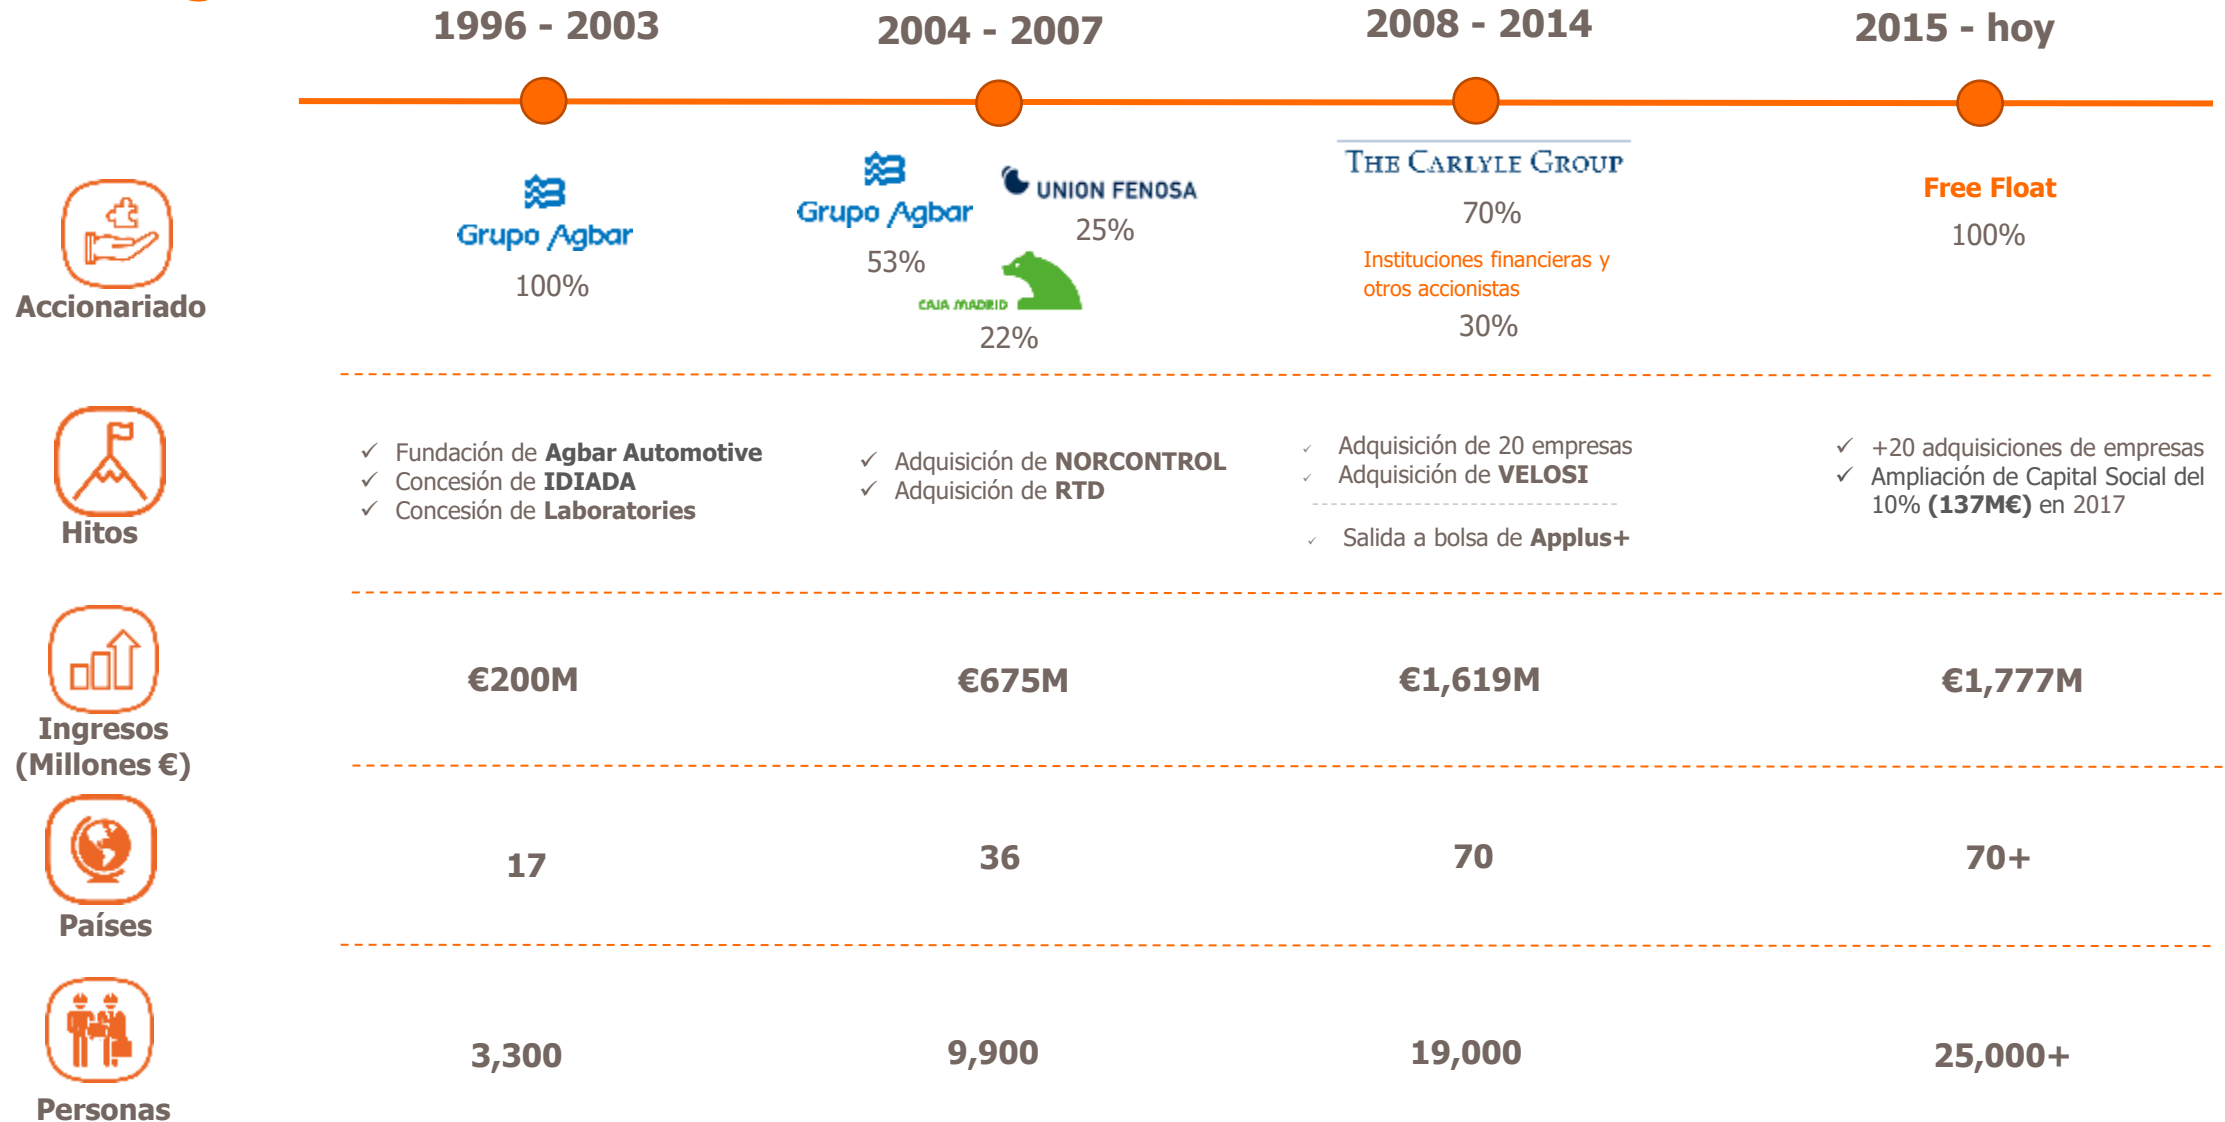 1996 - 2003
2004 - 2007
2008 - 2014
2015 - hoy
Accionariado
Grupo Agbar
100%
Grupo Agbar
53%
UNION FENOSA
25%
CAJA MADRID
22%
THE CARLYLE GROUP
70%
Instituciones financieras y
otros accionistas
30%
Free Float
100%
Hitos
✓ Fundación de Agbar Automotive
✓ Concesión de IDIADA
✓ Concesión de Laboratories
✓ Adquisición de NORCONTROL
✓ Adquisición de RTD
✓ Adquisición de 20 empresas
✓ Adquisición de VELOSI
✓ Salida a bolsa de Applus+
✓ +20 adquisiciones de empresas
✓ Ampliación de Capital Social del
10% (137M€) en 2017
Ingresos
(Millones €)
€200M
€675M
€1,619M
€1,777M
Países
17
36
70
70+
Personas
3,300
9,900
19,000
25,000+